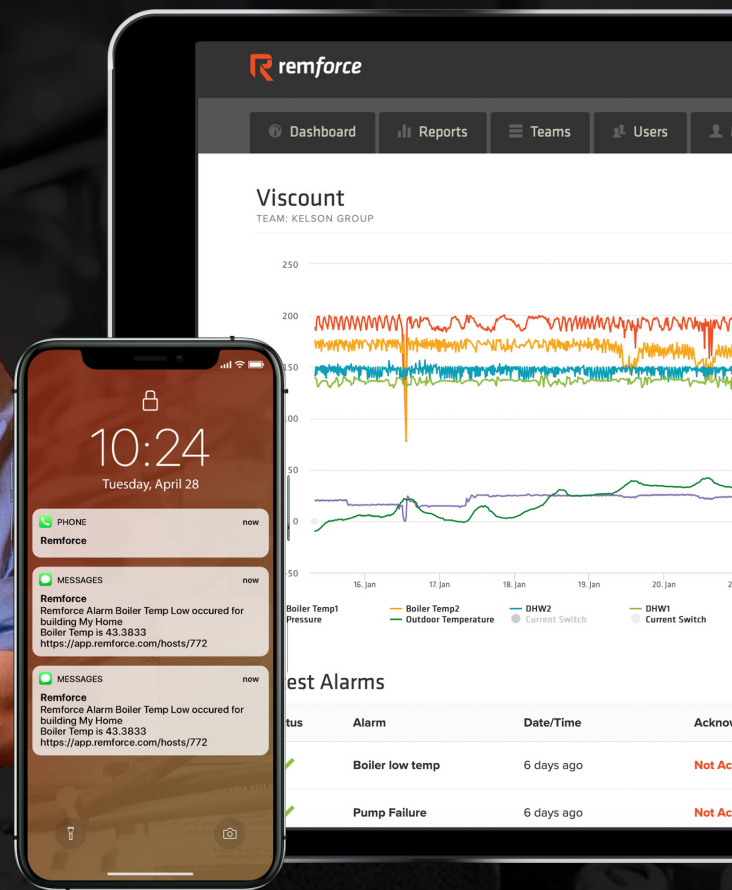 remforce
Dashboard
Reports
Teams
Users
Viscount
TEAM: KELSON GROUP
250
200
50
0
50
16. Jan
17. Jan
18. Jan
19. Jan
20. Jan
Boiler Temp1
Boiler Temp2
DHW2
DHW1
Pressure
Outdoor Temperature
Current Switch
Current Switch
est Alarms
tus
Alarm
Date/Time
Acknow
Boiler low temp
6 days ago
Not Ac
Pump Failure
6 days ago
Not Ac
10:24
Tuesday, April 28
PHONE
now
Remforce
MESSAGES
now
Remforce
Remforce Alarm Boiler Temp Low occured for
building My Home
Boiler Temp is 43.3833
https://app.remforce.com/hosts/772
MESSAGES
now
Remforce
Remforce Alarm Boiler Temp Low occured for
building My Home
Boiler Temp is 43.3833
https://app.remforce.com/hosts/772